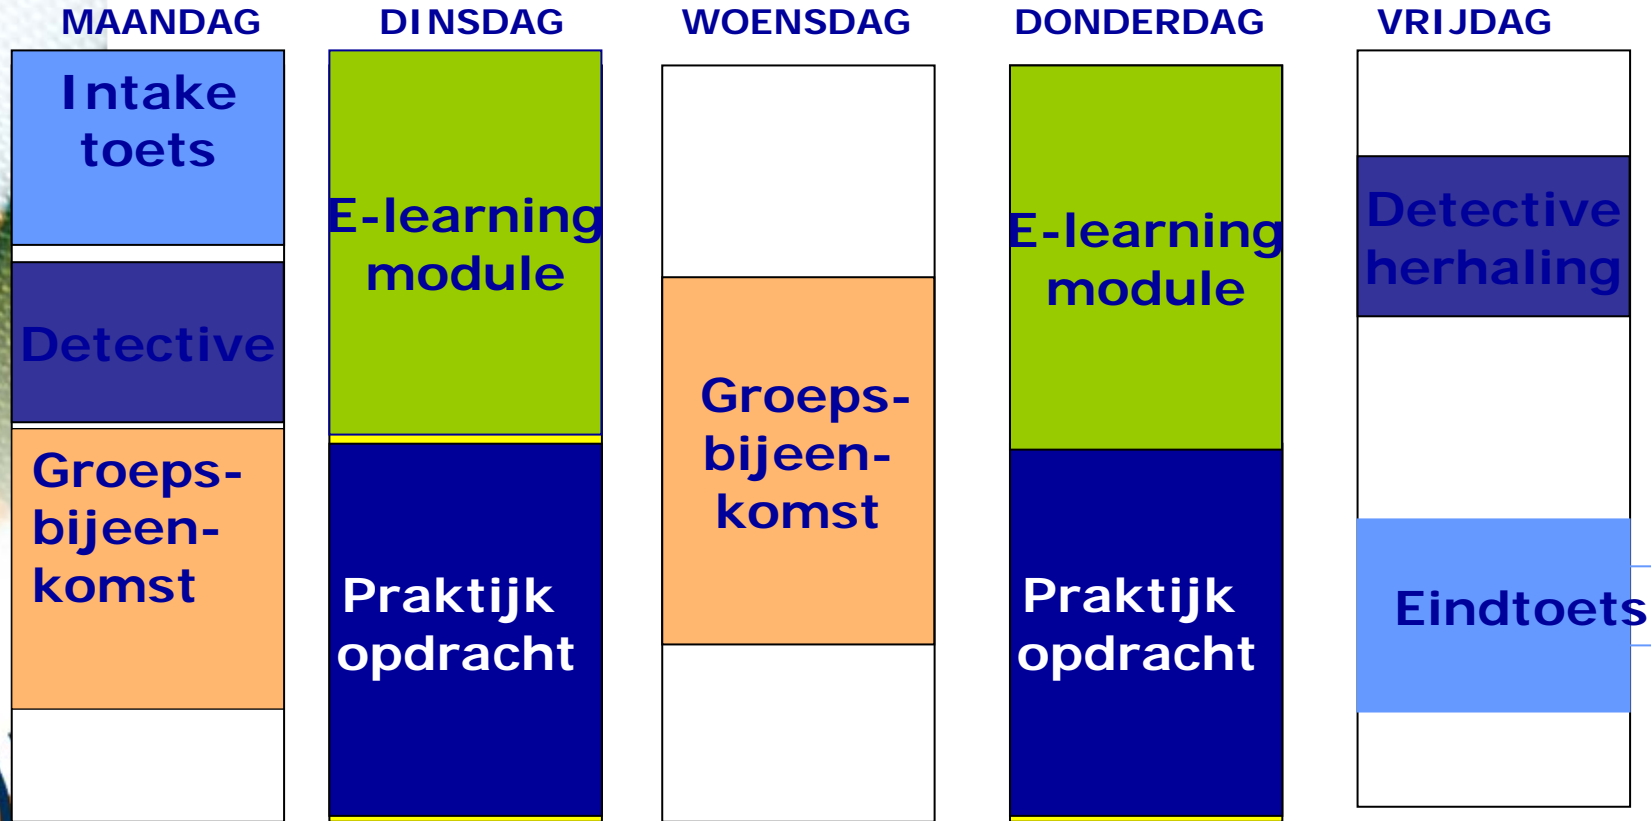 MAANDAG
Intake
toets
Detective
Groeps-
bijeen-
komst
DINSDAG
E-learning
module
Praktijk
opdracht
WOENSDAG
Groeps-
bijeen-
komst
DONDERDAG
E-learning
module
Praktijk
opdracht
VRIJDAG
Detective
herhaling
Eindtoets